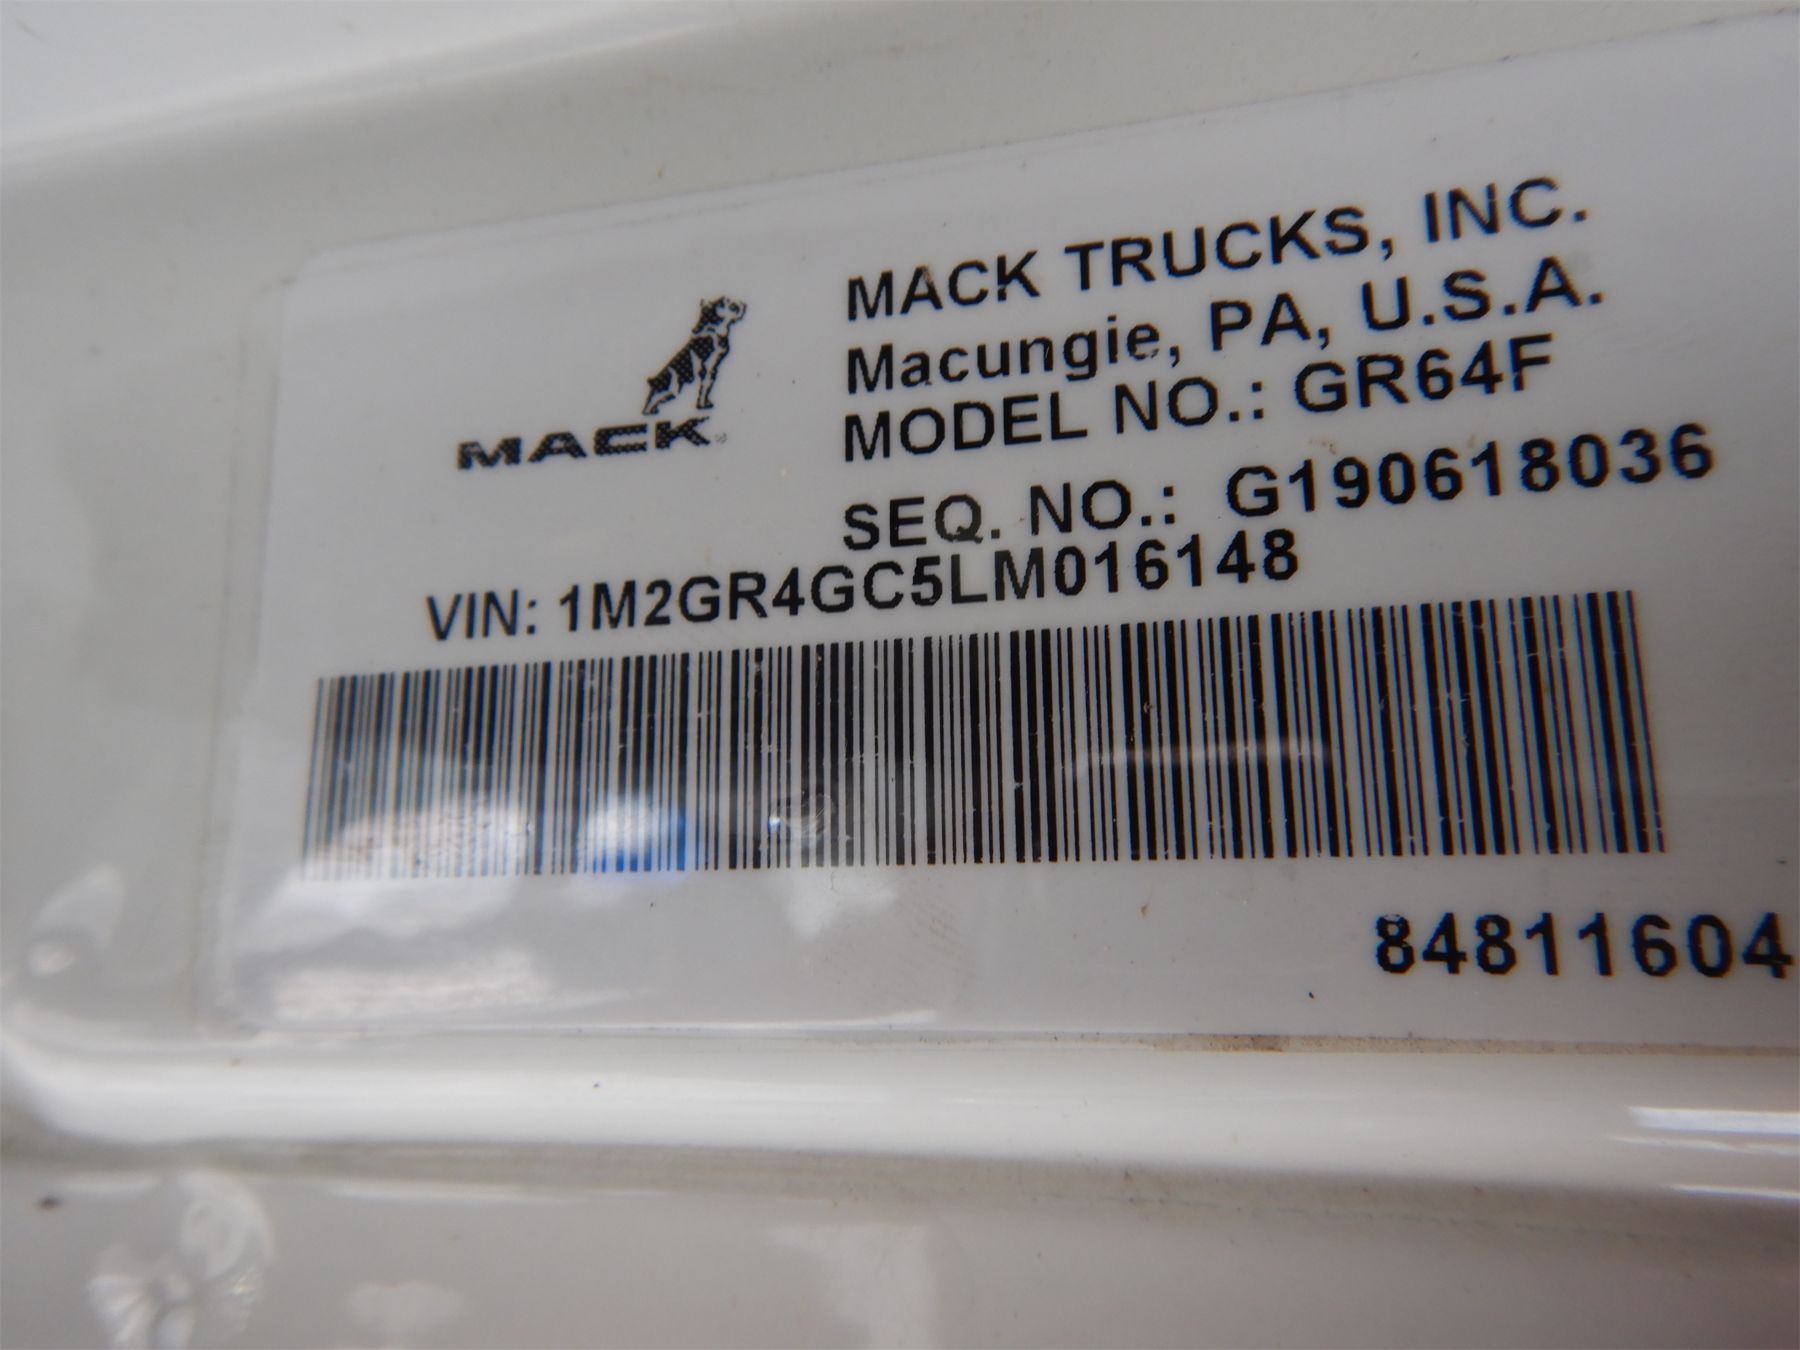 MACK
MACK TRUCKS, INC.
Macungie, PA, U.S.A.
MODEL NO.: GR64F
SEQ. NO.: G190618036
VIN: 1M2GR4GC5LM016148
84811604